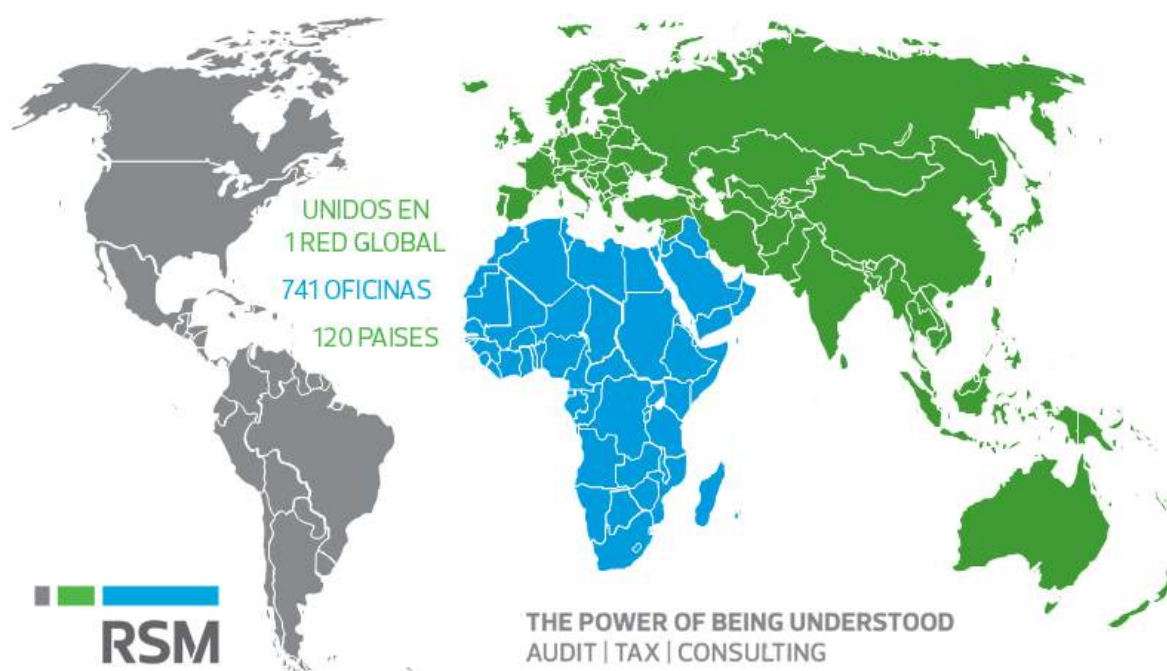 UNIDOS EN
1 RED GLOBAL
741 OFICINAS
120 PAISES
RSM
THE POWER OF BEING UNDERSTOOD
AUDIT | TAX | CONSULTING